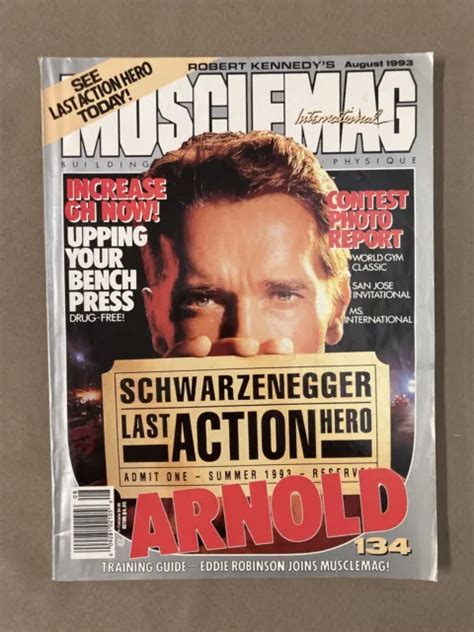 SEE
LAST ACTION HERO
TODAY!
ROBERT KENNEDY'S August 1993
MUSCLEMAG
International
BUILDING PHYSIQUE
INCREASE
GH NOW!
UPPING
YOUR
BENCH
PRESS
DRUG-FREE!
CONTEST
PHOTO
REPORT
WORLD GYM
CLASSIC
SAN JOSE
INVITATIONAL
MS.
INTERNATIONAL
SCHWARZENEGGER
LAST ACTION HERO
ADMIT ONE – SUMMER 1993 – RESERVE
ARNOLD
134
TRAINING GUIDE—EDDIE ROBINSON JOINS MUSCLEMAG!
08